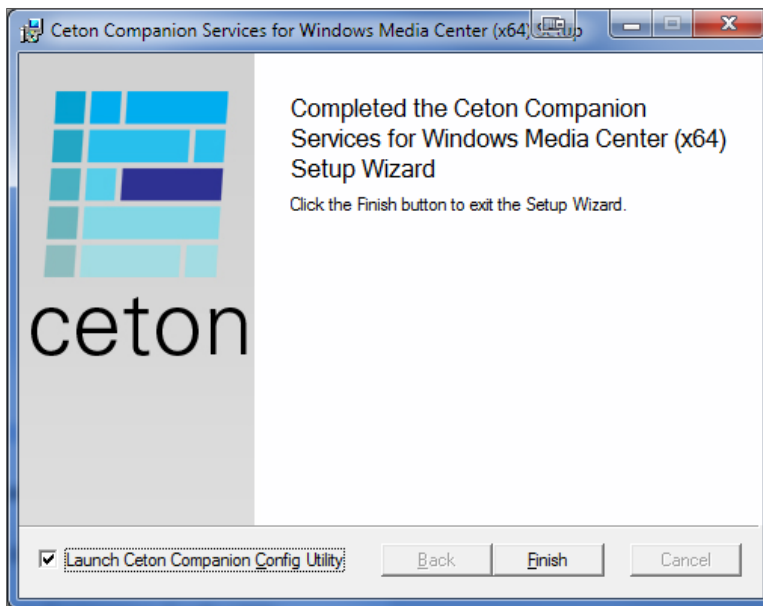 Ceton Companion Services for Windows Media Center (x64) Setup
Completed the Ceton Companion
Services for Windows Media Center (x64)
Setup Wizard
Click the Finish button to exit the Setup Wizard.
ceton
Launch Ceton Companion Config Utility
Back
Finish
Cancel